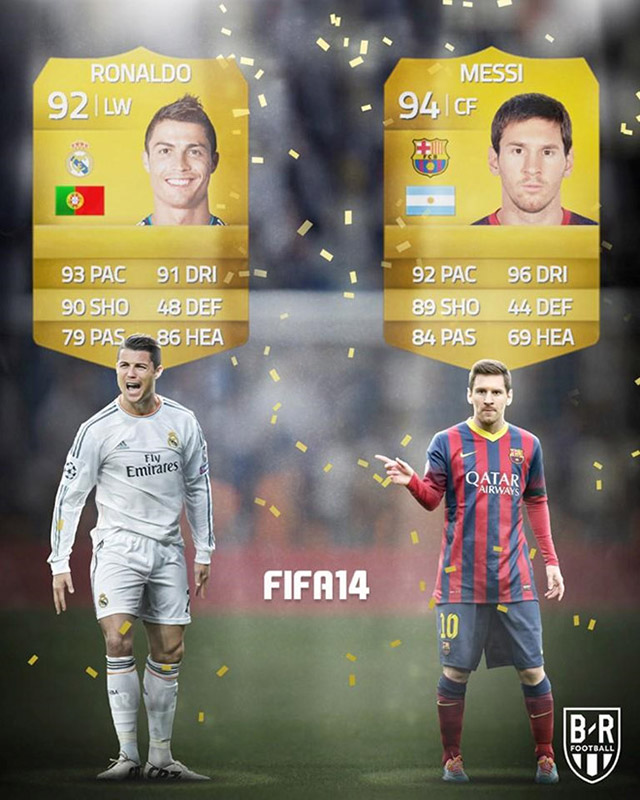 RONALDO
92 | LW
93 PAC 91 DRI
90 SHO 48 DEF
79 PAS 86 HEA
MESSI
94 | CF
FCB
92 PAC 96 DRI
89 SHO 44 DEF
84 PAS 69 HEA
Fly
Emirates
QATAR
AIRWAYS
10
FIFA14
B-R
FOOTBALL